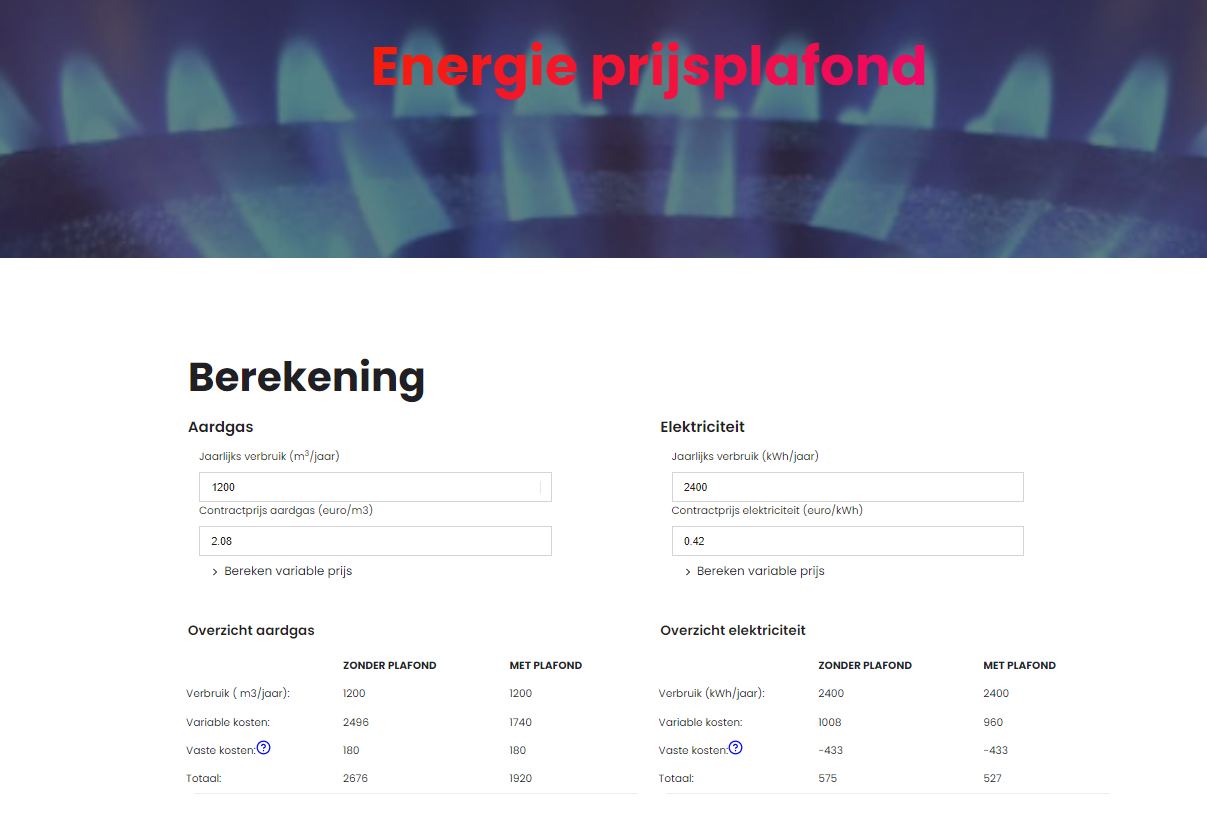 Energie prijsplafond
Berekening
Aardgas
Jaarlijks verbruik (m³/jaar)
1200
Contractprijs aardgas (euro/m3)
2.08
> Bereken variable prijs
Elektriciteit
Jaarlijks verbruik (kWh/jaar)
2400
Contractprijs elektriciteit (euro/kWh)
0.42
> Bereken variable prijs
Overzicht aardgas
ZONDER PLAFOND MET PLAFOND
Verbruik ( m3/jaar): 1200 1200
Variable kosten: 2496 1740
Vaste kosten:? 180 180
Totaal: 2676 1920
Overzicht elektriciteit
ZONDER PLAFOND MET PLAFOND
Verbruik (kWh/jaar): 2400 2400
Variable kosten: 1008 960
Vaste kosten:? -433 -433
Totaal: 575 527